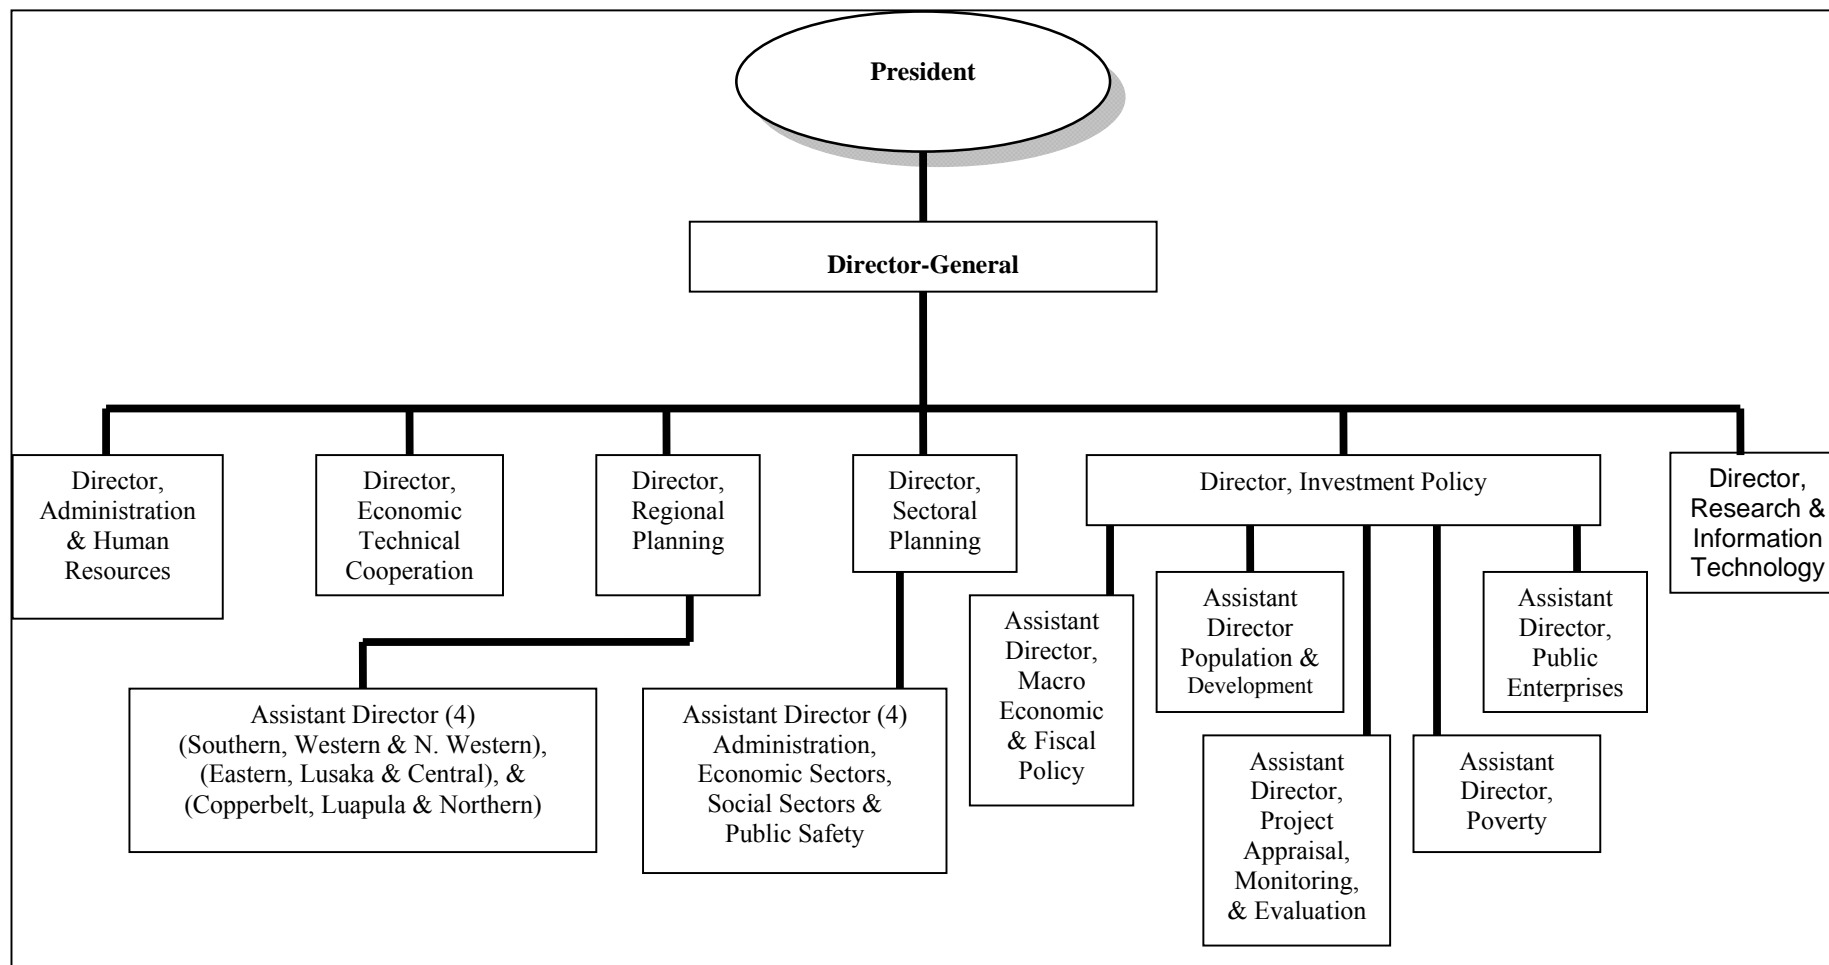 President
Director-General
Director,
Administration
& Human
Resources
Director,
Economic
Technical
Cooperation
Director,
Regional
Planning
Director,
Sectoral
Planning
Director, Investment Policy
Director,
Research &
Information
Technology
Assistant Director (4)
(Southern, Western & N. Western),
(Eastern, Lusaka & Central), &
(Copperbelt, Luapula & Northern)
Assistant Director (4)
Administration,
Economic Sectors,
Social Sectors &
Public Safety
Assistant
Director,
Macro
Economic
& Fiscal
Policy
Assistant
Director
Population &
Development
Assistant
Director,
Project
Appraisal,
Monitoring,
& Evaluation
Assistant
Director,
Poverty
Assistant
Director,
Public
Enterprises